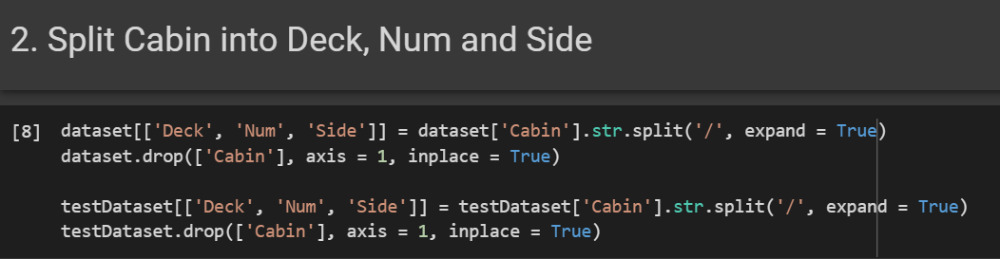 2. Split Cabin into Deck, Num and Side
[8] dataset[['Deck', 'Num', 'Side']] = dataset['Cabin'].str.split('/', expand = True)
dataset.drop(['Cabin'], axis = 1, inplace = True)
testDataset[['Deck', 'Num', 'Side']] = testDataset['Cabin'].str.split('/', expand = True)
testDataset.drop(['Cabin'], axis = 1, inplace = True)